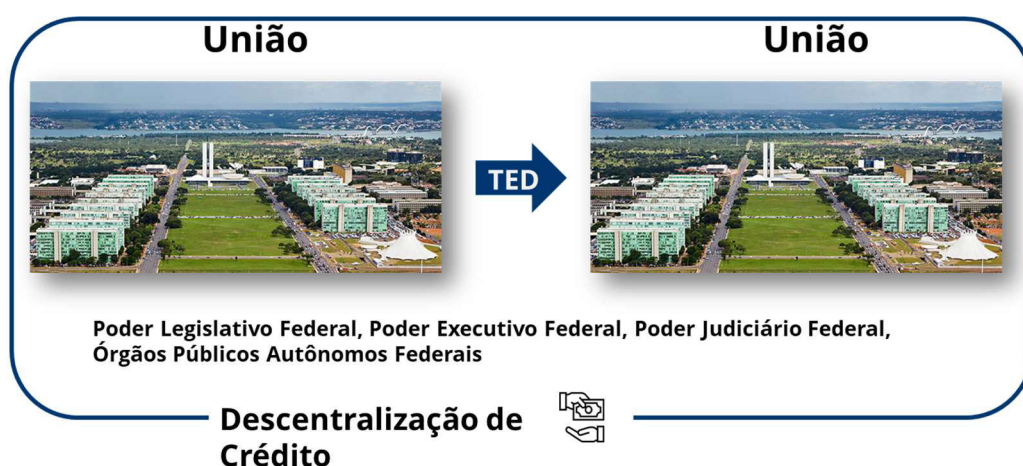 União
União
TED
Poder Legislativo Federal, Poder Executivo Federal, Poder Judiciário Federal,
Órgãos Públicos Autônomos Federais
Descentralização de
Crédito